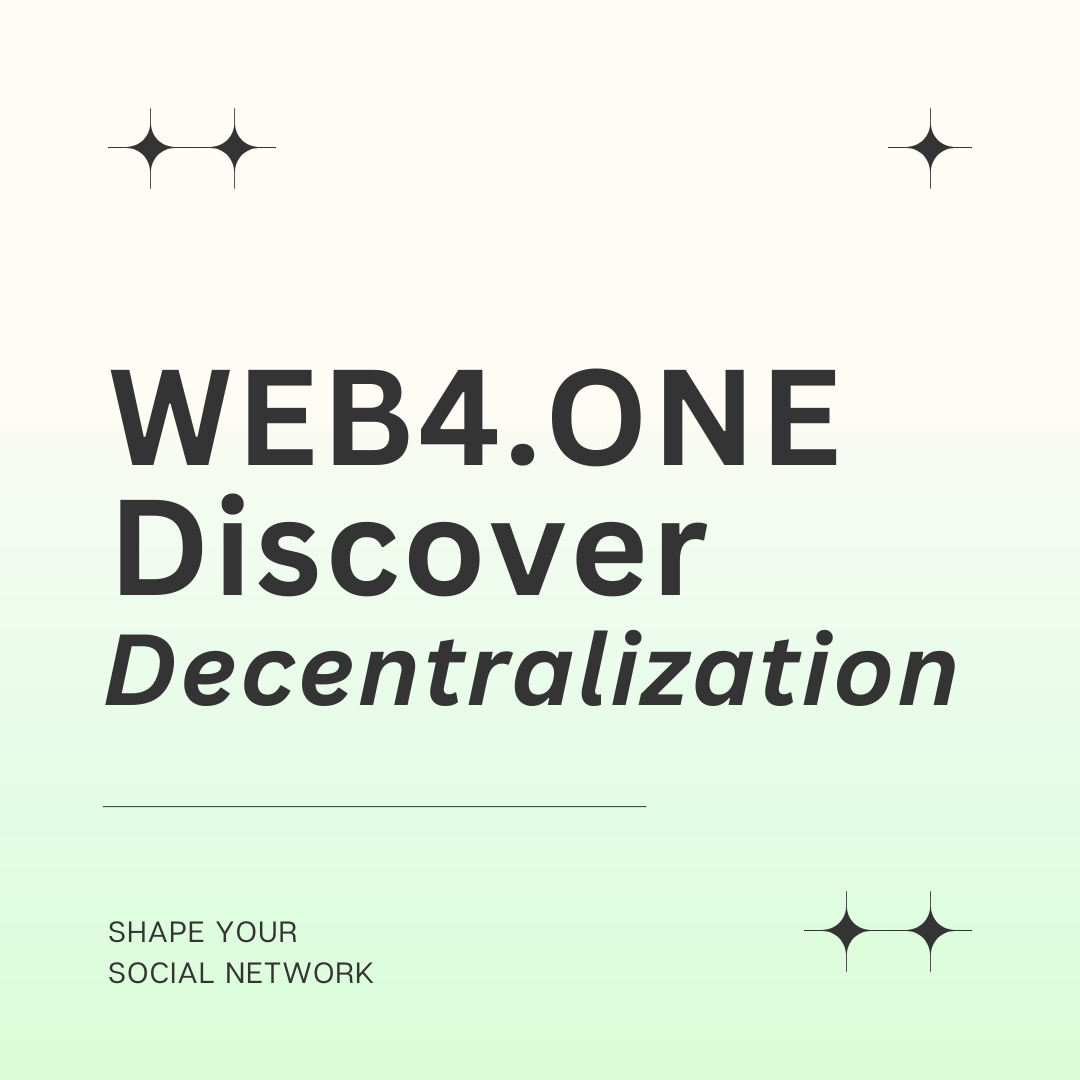 WEB4.ONE
Discover
Decentralization
SHAPE YOUR
SOCIAL NETWORK